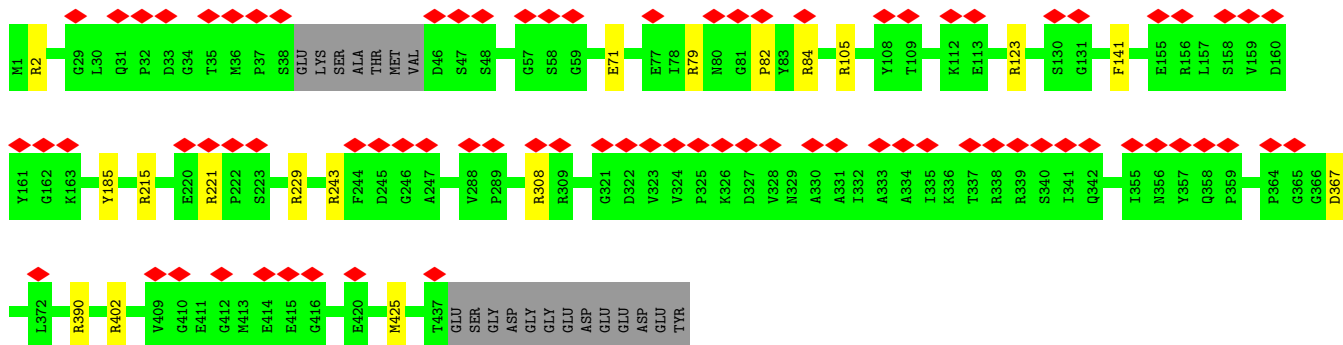 M1 R2 G29 L30 Q31 P32 D33 G34 T35 M36 P37 S38 GLU LYS SER ALA THR MET VAL D46 S47 S48 G57 S58 G59 E71 E77 I78 R79 N80 G81 P82 Y83 R84 R105 Y108 T109 K112 E113 R123 S130 G131 F141 E155 R156 L157 S158 V159 D160
Y161 G162 K163 Y185 R215 E220 R221 P222 S223 R229 R243 F244 D245 G246 A247 V288 P289 R308 R309 G321 D322 V323 V324 P325 K326 D327 V328 N329 A330 A331 I332 A333 A334 I335 K336 T337 R338 R339 S340 I341 Q342 I355 N356 Y357 Q358 P359 P364 G365 G366 D367
L372 R390 R402 V409 G410 E411 G412 M413 E414 E415 G416 E420 M425 T437 GLU SER GLY ASP GLY GLY GLU ASP GLU GLU ASP GLU TYR